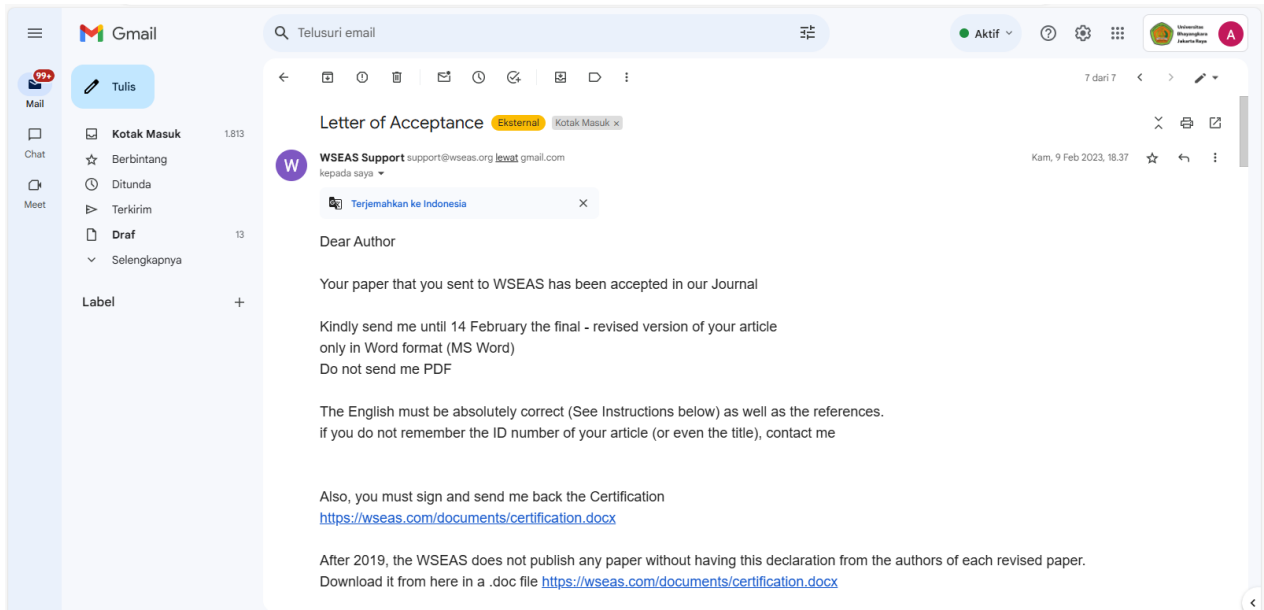 Gmail
Telusuri email
Aktif
Universitas
Bhayangkara
Jakarta Raya
A
99+
Mail
Chat
Meet
Tulis
Kotak Masuk 1.813
Berbintang
Ditunda
Terkirim
Draf 13
Selengkapnya
Label
7 dari 7
Letter of Acceptance Eksternal Kotak Masuk ×
W
WSEAS Support support@wseas.org lewat gmail.com
Kam, 9 Feb 2023, 18.37
kepada saya
Terjemahkan ke Indonesia
Dear Author
Your paper that you sent to WSEAS has been accepted in our Journal
Kindly send me until 14 February the final - revised version of your article
only in Word format (MS Word)
Do not send me PDF
The English must be absolutely correct (See Instructions below) as well as the references.
if you do not remember the ID number of your article (or even the title), contact me
Also, you must sign and send me back the Certification
https://wseas.com/documents/certification.docx
After 2019, the WSEAS does not publish any paper without having this declaration from the authors of each revised paper.
Download it from here in a .doc file https://wseas.com/documents/certification.docx